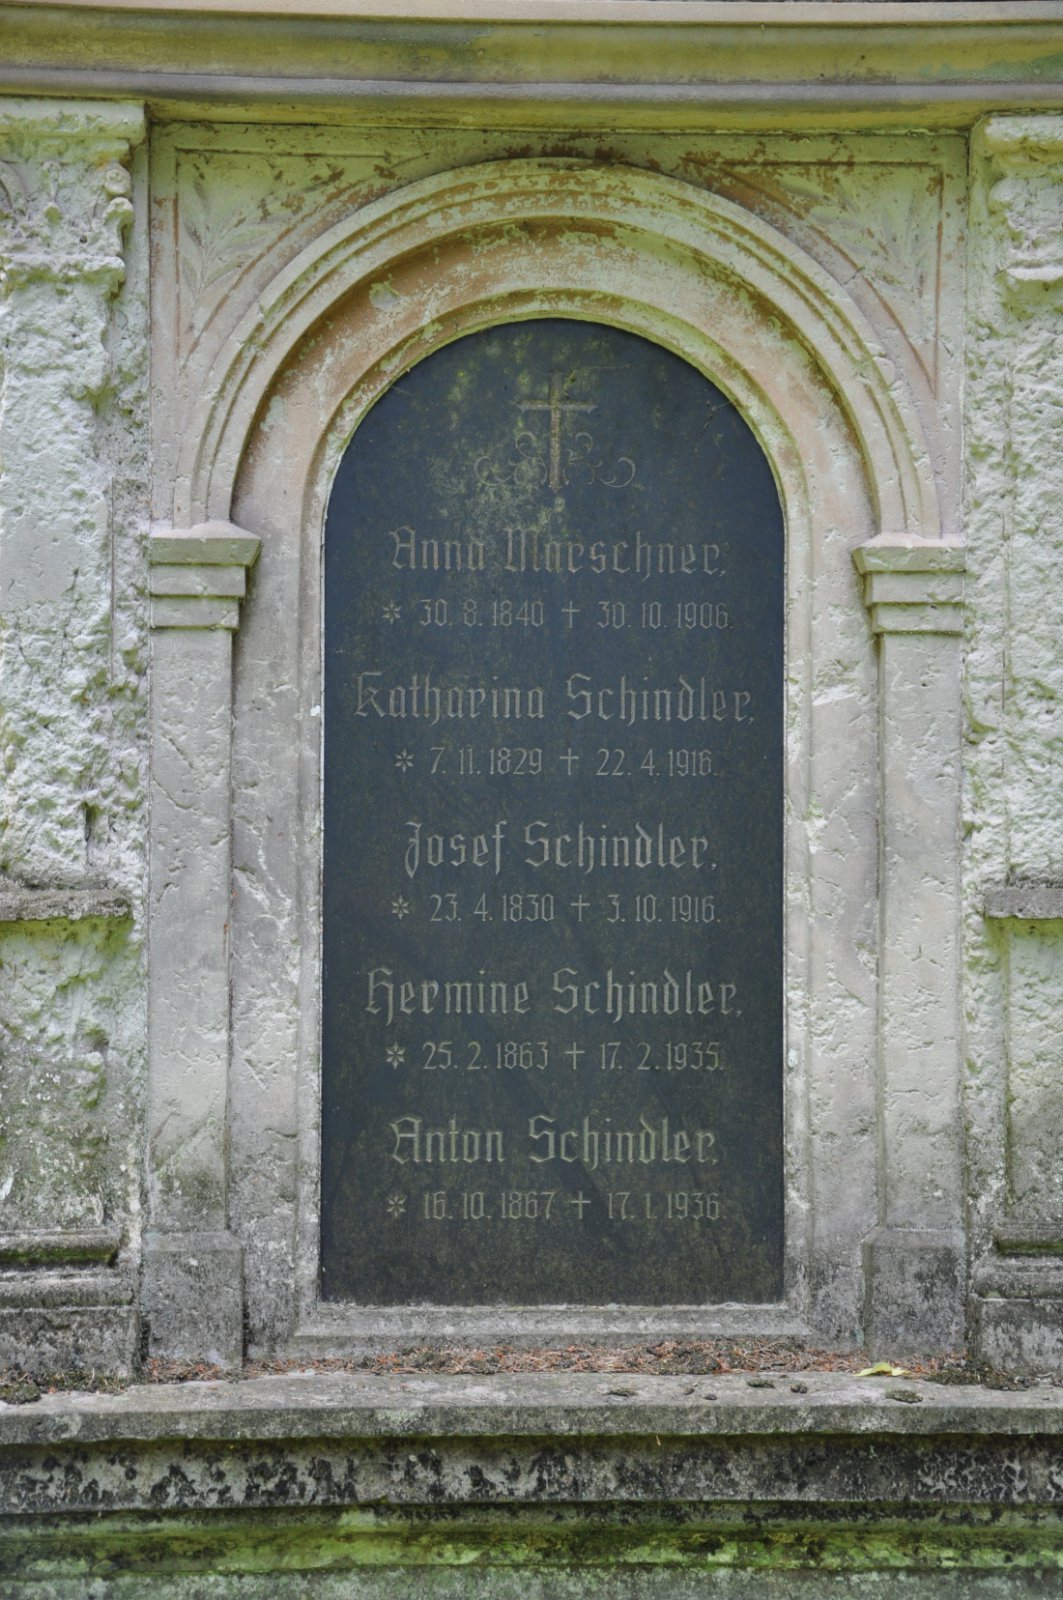 Anna Marschner,
* 30.8.1840 + 30.10.1906.
Katharina Schindler,
* 7.11.1829 + 22.4.1916.
Josef Schindler,
* 23.4.1830 + 3.10.1916.
Hermine Schindler,
* 25.2.1863 + 17.2.1935.
Anton Schindler,
* 16.10.1867 + 17.1.1936.